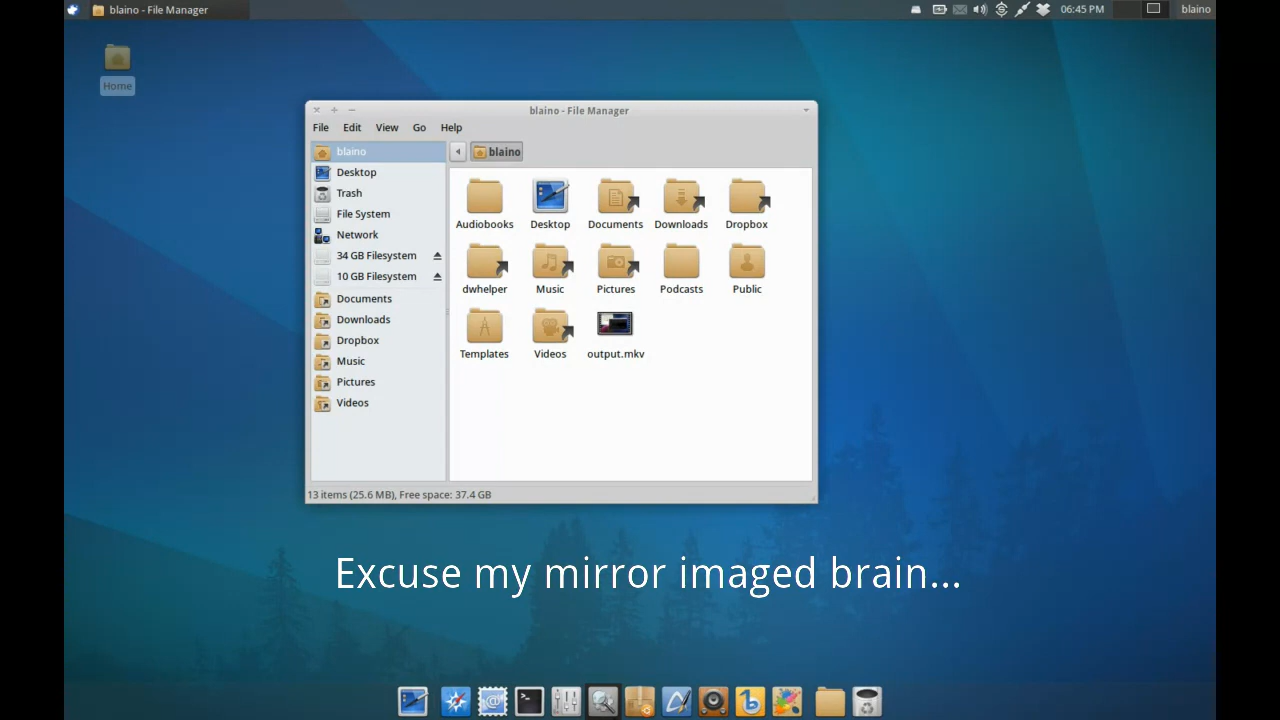 blaino - File Manager
06:45 PM
blaino
Home
blaino - File Manager
File Edit View Go Help
blaino
Desktop
Trash
File System
Network
34 GB Filesystem
10 GB Filesystem
Documents
Downloads
Dropbox
Music
Pictures
Videos
blaino
Audiobooks Desktop Documents Downloads Dropbox
dwhelper Music Pictures Podcasts Public
Templates Videos output.mkv
13 items (25.6 MB), Free space: 37.4 GB
Excuse my mirror imaged brain...